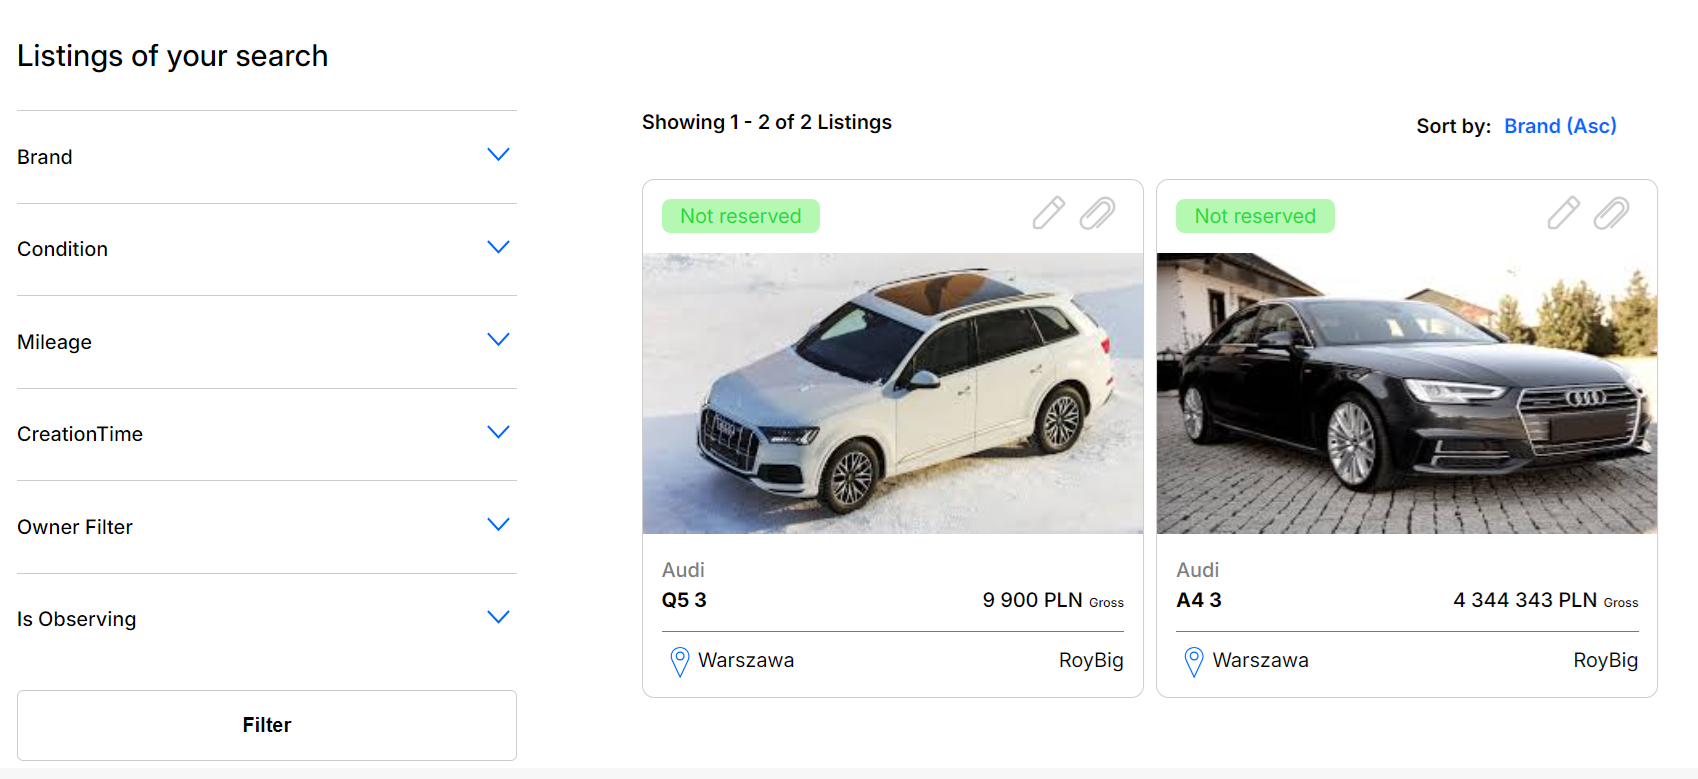 Listings of your search
Brand
Condition
Mileage
CreationTime
Owner Filter
Is Observing
Filter
Showing 1 - 2 of 2 Listings
Sort by: Brand (Asc)
Not reserved
Audi
Q5 3
9 900 PLN Gross
Warszawa
RoyBig
Not reserved
Audi
A4 3
4 344 343 PLN Gross
Warszawa
RoyBig